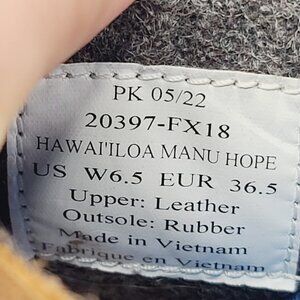 PK 05/22
20397-FX18
HAWAI'ILOA MANU HOPE
US W6.5 EUR 36.5
Upper: Leather
Outsole: Rubber
Made in Vietnam
Fabrique en Vietnam